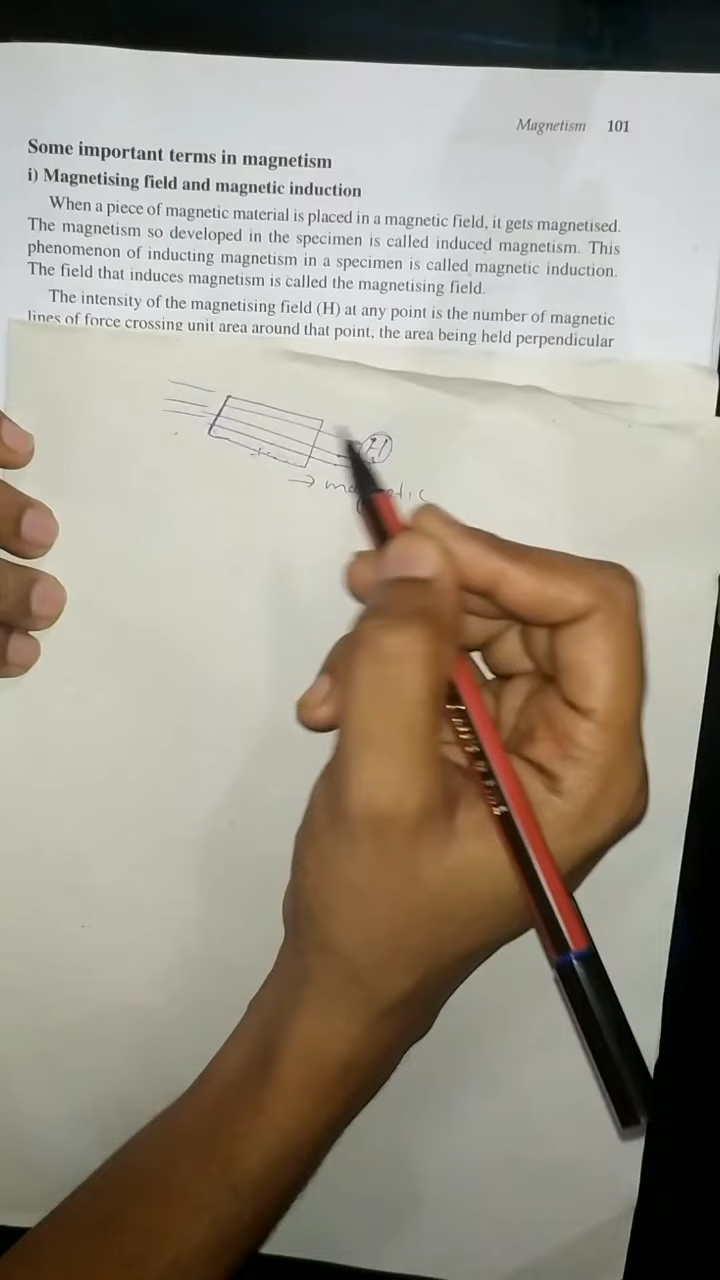 Magnetism 101
Some important terms in magnetism
i) Magnetising field and magnetic induction
When a piece of magnetic material is placed in a magnetic field, it gets magnetised.
The magnetism so developed in the specimen is called induced magnetism. This
phenomenon of inducting magnetism in a specimen is called magnetic induction.
The field that induces magnetism is called the magnetising field.
The intensity of the magnetising field (H) at any point is the number of magnetic
lines of force crossing unit area around that point, the area being held perpendicular
H